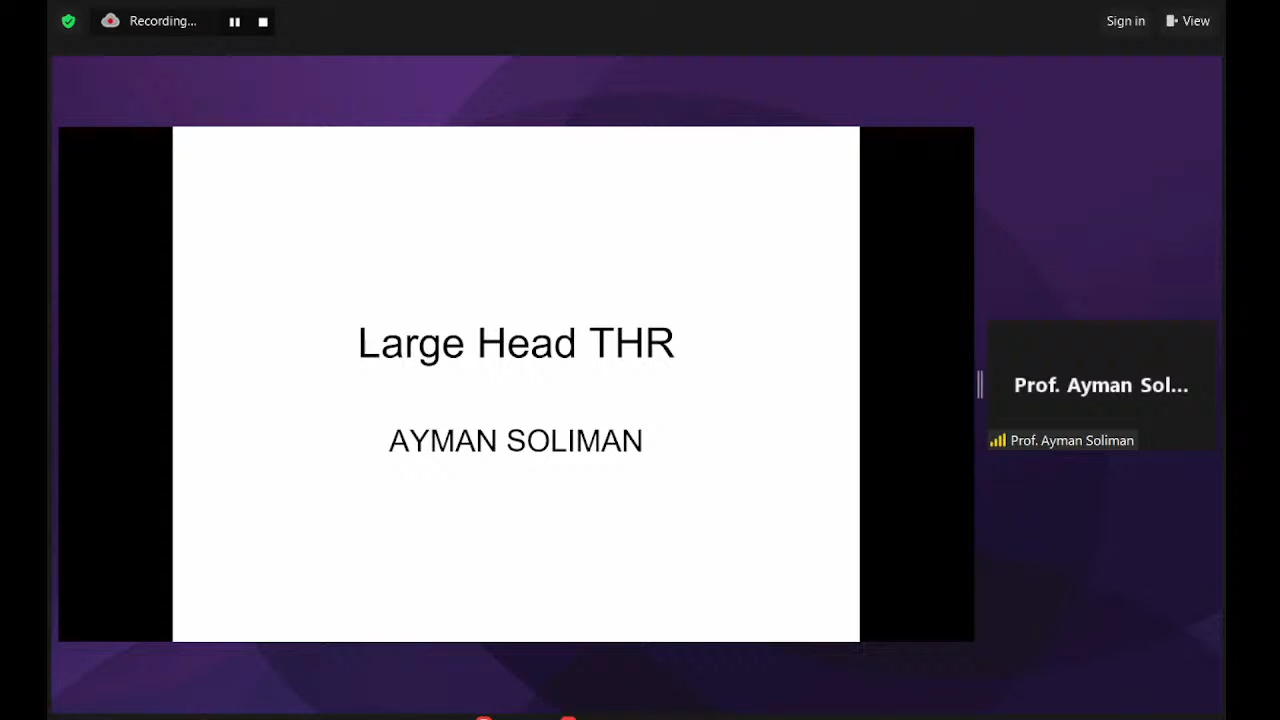 Recording...
Sign in
View
Large Head THR
AYMAN SOLIMAN
Prof. Ayman Sol...
Prof. Ayman Soliman